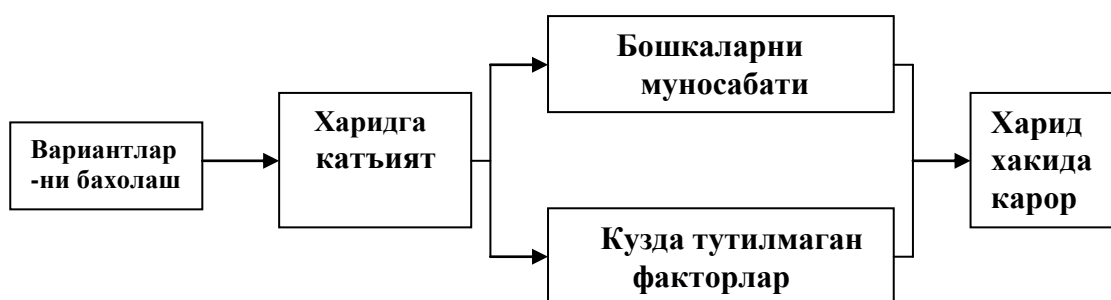 Вариантлар
-ни бахолаш
Харидга
катъият
Бошкаларни
муносабати
Кузда тутилмаган
факторлар
Харид
хакида
карор